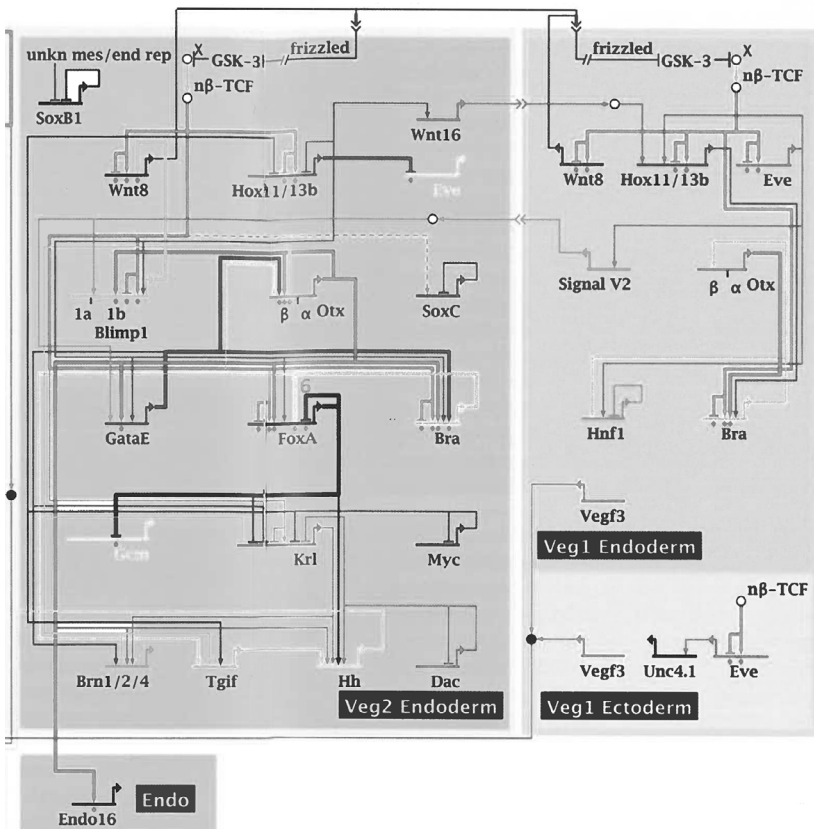 unkn mes/end rep
X
GSK-3
frizzled
nβ-TCF
SoxB1
frizzled
GSK-3
X
nβ-TCF
Wnt16
Wnt8
Hox11/13b
Eve
Wnt8
Hox11/13b
Eve
1a
1b
Blimp1
β α Otx
SoxC
Signal V2
β α Otx
6
GataE
FoxA
Bra
Hnf1
Bra
Gcm
Krl
Myc
Vegf3
Veg1 Endoderm
nβ-TCF
Brn1/2/4
Tgif
Hh
Dac
Vegf3
Unc4.1
Eve
Veg2 Endoderm
Veg1 Ectoderm
Endo16
Endo